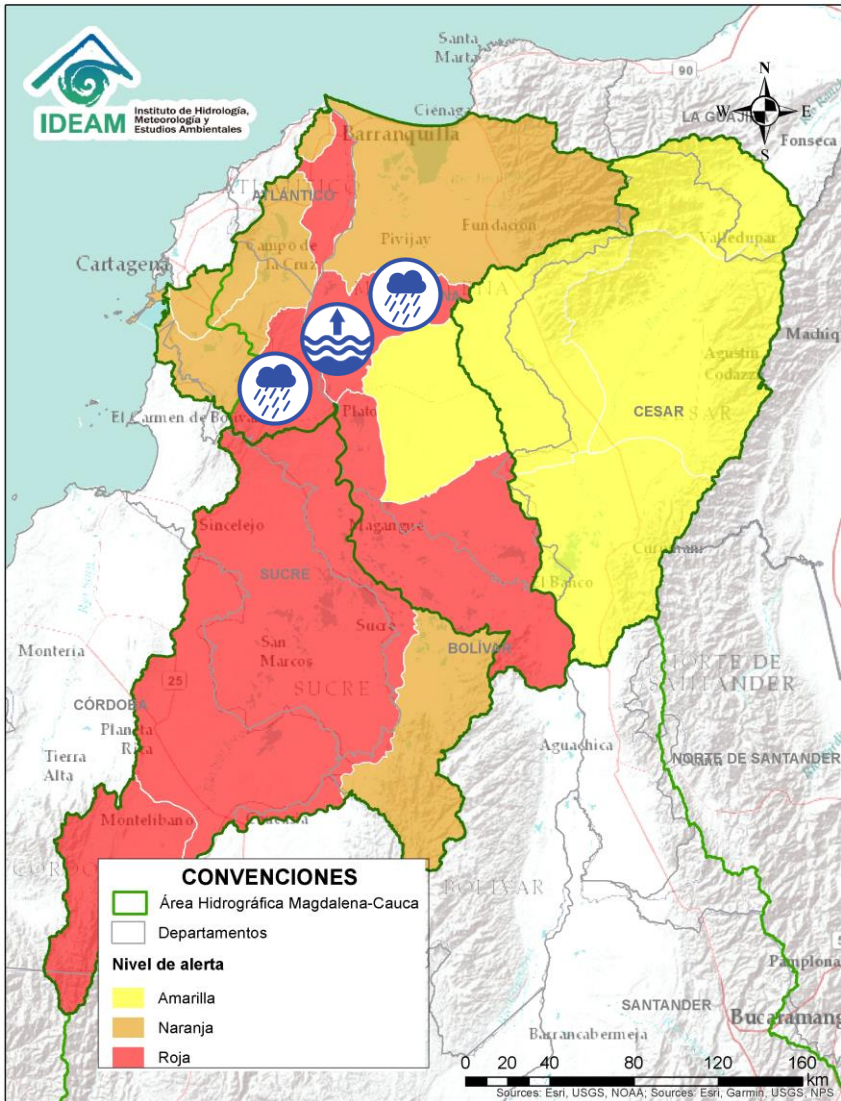 IDEAM
Instituto de Hidrología,
Meteorología y
Estudios Ambientales
Santa
Marta
90
N
W E
S
Ciénaga
LA GUAJIRA
Fonseca
Barranquilla
ATLÁNTICO
Valledupar
Fundación
Pivijay
Campo de
la Cruz
Cartagena
Agustín
Codazzi
CESAR
El Carmen de Bolívar
Plato
Sincelejo
Magangué
SUCRE
El Banco
Sucre
San
Marcos
BOLÍVAR
SUCRE
NORTE DE
SANTANDER
Montería
25
CÓRDOBA
Planeta
Rica
Tierra
Alta
Aguachica
NORTE DE SANTANDER
Montelíbano
BOLÍVAR
CONVENCIONES
Área Hidrográfica Magdalena-Cauca
Departamentos
Nivel de alerta
Amarilla
Naranja
Roja
Pamplona
SANTANDER
Bucaramang
Barrancabermeja
0 20 40 80 120 160
km
Sources: Esri, USGS, NOAA; Sources: Esri, Garmin, USGS, NPS